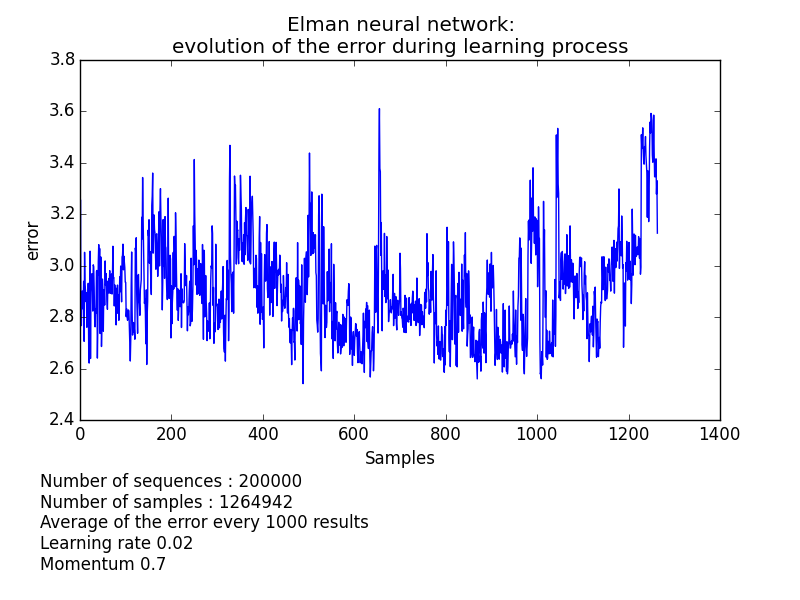 Elman neural network:
evolution of the error during learning process
3.8
3.6
3.4
3.2
3.0
2.8
2.6
2.4
error
0 200 400 600 800 1000 1200 1400
Samples
Number of sequences : 200000
Number of samples : 1264942
Average of the error every 1000 results
Learning rate 0.02
Momentum 0.7